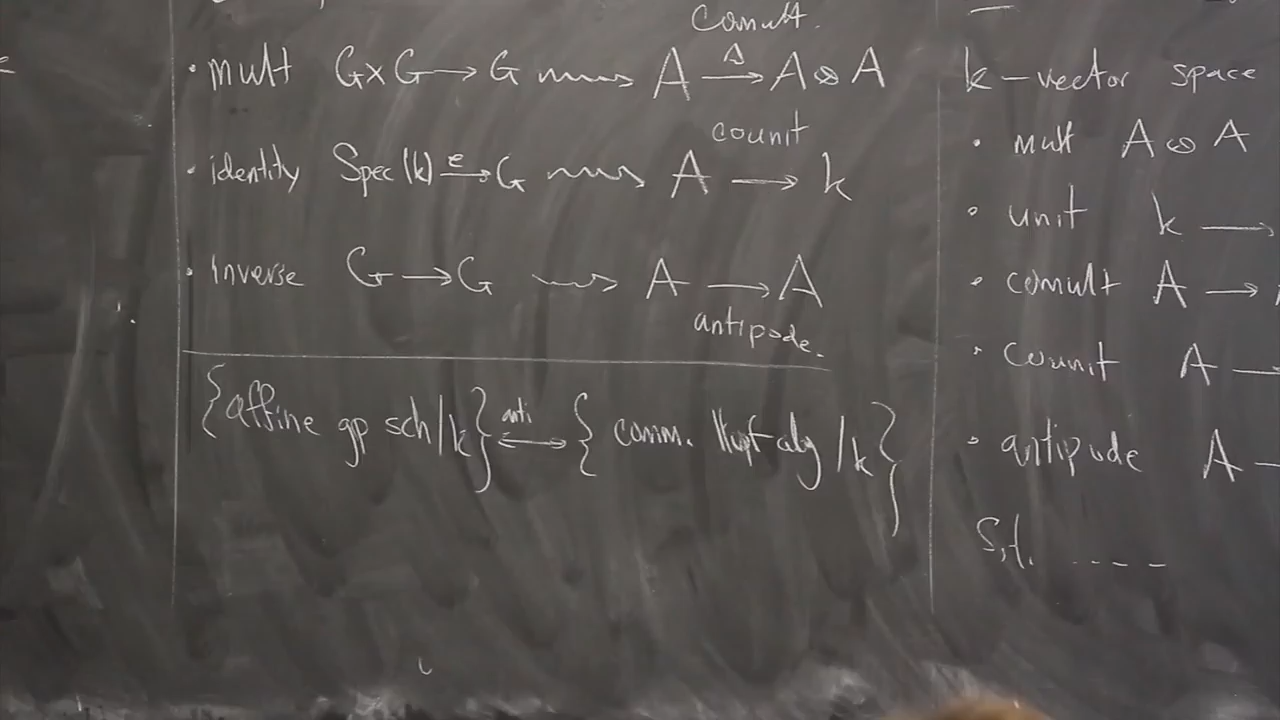 comult.
• mult G×G → G ⇝ A →Δ A ⊗ A
counit
• identity Spec(k) →e G ⇝ A → k
• inverse G → G ⇝ A → A
antipode.
{affine gp sch/k} ↔anti { comm. Hopf alg /k }
k-vector space
• mult A ⊗ A
• unit k →
• comult A →
• counit A →
• antipode A –
s.t. ----